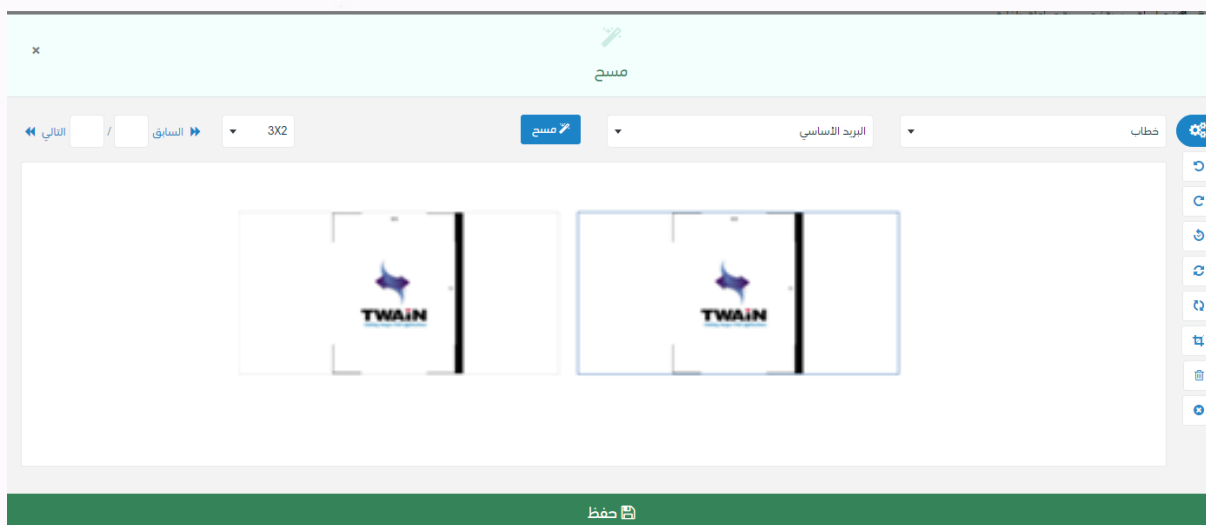 مسح
×
خطاب
البريد الأساسي
مسح
3X2
السابق
/
التالي
TWAIN
TWAIN
حفظ